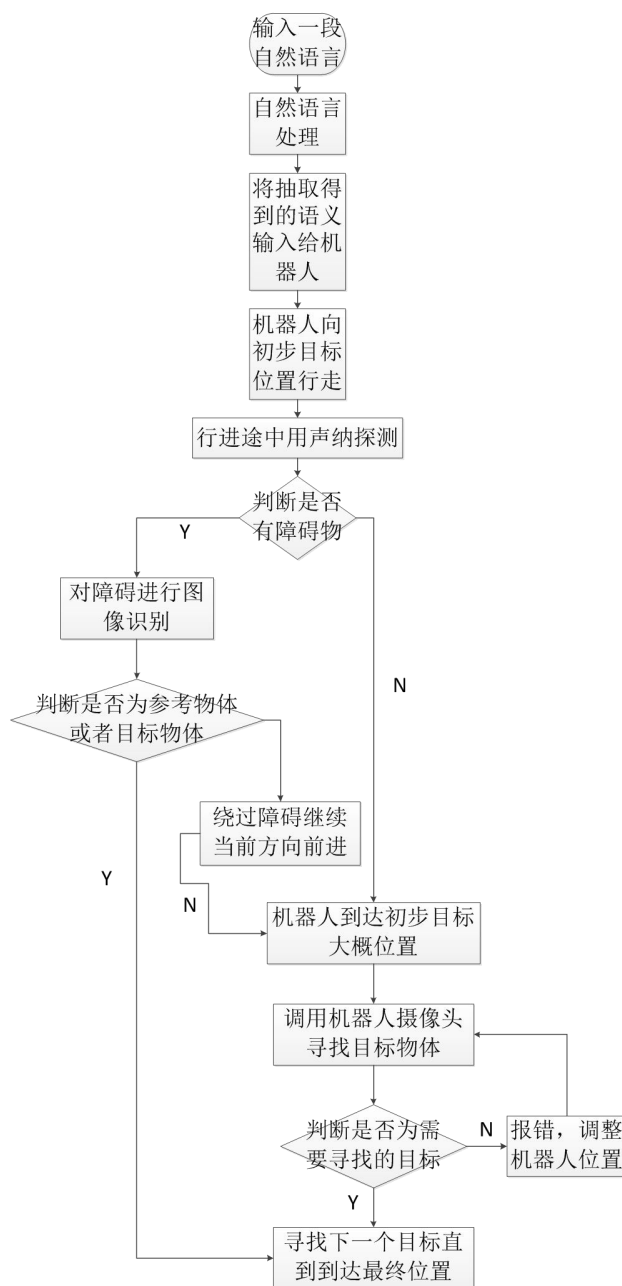 输入一段
自然语言
自然语言
处理
将抽取得
到的语义
输入给机
器人
机器人向
初步目标
位置行走
行进途中用声纳探测
判断是否
有障碍物
Y
对障碍进行图
像识别
N
判断是否为参考物体
或者目标物体
绕过障碍继续
当前方向前进
Y
N
机器人到达初步目标
大概位置
调用机器人摄像头
寻找目标物体
判断是否为需
要寻找的目标
N
报错，调整
机器人位置
Y
寻找下一个目标直
到到达最终位置